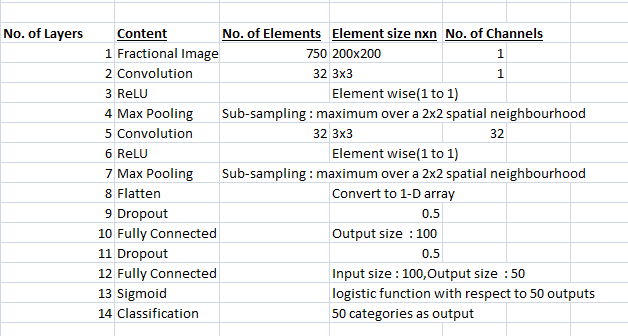 No. of Layers Content No. of Elements Element size nxn No. of Channels
1 Fractional Image 750 200x200 1
2 Convolution 32 3x3 1
3 ReLU Element wise(1 to 1)
4 Max Pooling Sub-sampling : maximum over a 2x2 spatial neighbourhood
5 Convolution 32 3x3 32
6 ReLU Element wise(1 to 1)
7 Max Pooling Sub-sampling : maximum over a 2x2 spatial neighbourhood
8 Flatten Convert to 1-D array
9 Dropout 0.5
10 Fully Connected Output size : 100
11 Dropout 0.5
12 Fully Connected Input size : 100,Output size : 50
13 Sigmoid logistic function with respect to 50 outputs
14 Classification 50 categories as output